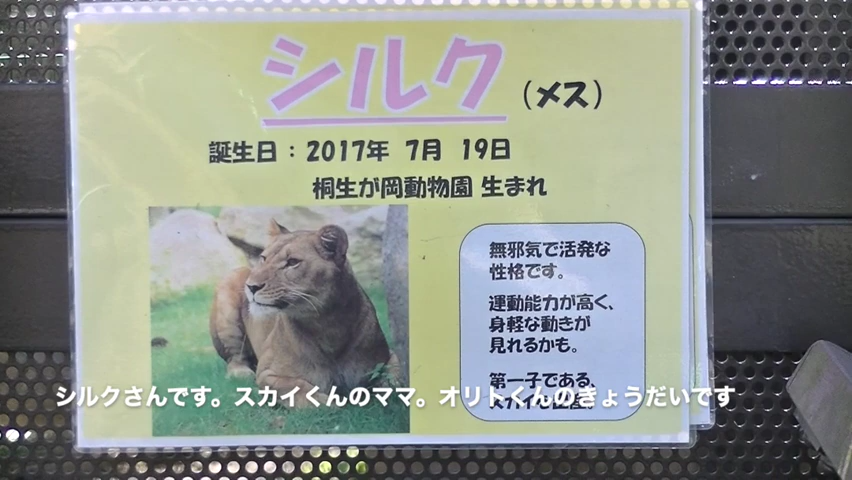 シルク(メス)
誕生日：2017年 7月 19日
桐生が岡動物園 生まれ
無邪気で活発な
性格です。
運動能力が高く、
身軽な動きが
見れるかも。
第一子である、
スカイ
シルクさんです。スカイくんのママ。オリトくんのきょうだいです